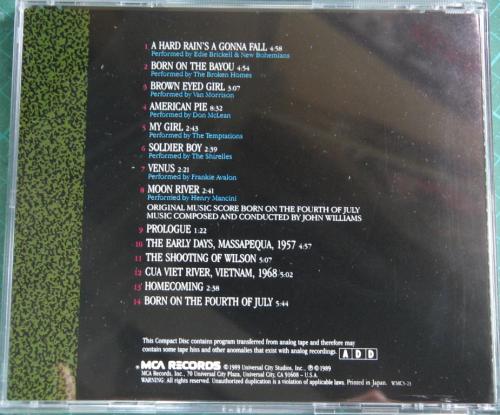 1 A HARD RAIN'S A GONNA FALL 4:58
Performed by Edie Brickell & New Bohemians
2 BORN ON THE BAYOU 4:54
Performed by The Broken Homes
3 BROWN EYED GIRL 3:07
Performed by Van Morrison
4 AMERICAN PIE 8:32
Performed by Don McLean
5 MY GIRL 2:43
Performed by The Temptations
6 SOLDIER BOY 2:39
Performed by The Shirelles
7 VENUS 2:21
Performed by Frankie Avalon
8 MOON RIVER 2:41
Performed by Henry Mancini
ORIGINAL MUSIC SCORE BORN ON THE FOURTH OF JULY
MUSIC COMPOSED AND CONDUCTED BY JOHN WILLIAMS
9 PROLOGUE 1:22
10 THE EARLY DAYS, MASSAPEQUA, 1957 4:57
11 THE SHOOTING OF WILSON 5:07
12 CUA VIET RIVER, VIETNAM, 1968 5:02
13 HOMECOMING 2:38
14 BORN ON THE FOURTH OF JULY 5:44
This Compact Disc contains program transferred from analog tape and therefore may
contain some tape hiss and other anomalies that exist with analog recordings. A D D
MCA RECORDS © 1989 Universal City Studios, Inc. ℗ © 1989
MCA Records, Inc., 70 Universal City Plaza, Universal City, CA 91608 – U.S.A.
WARNING: All rights reserved. Unauthorized duplication is a violation of applicable laws. Printed in Japan. WMC5-21